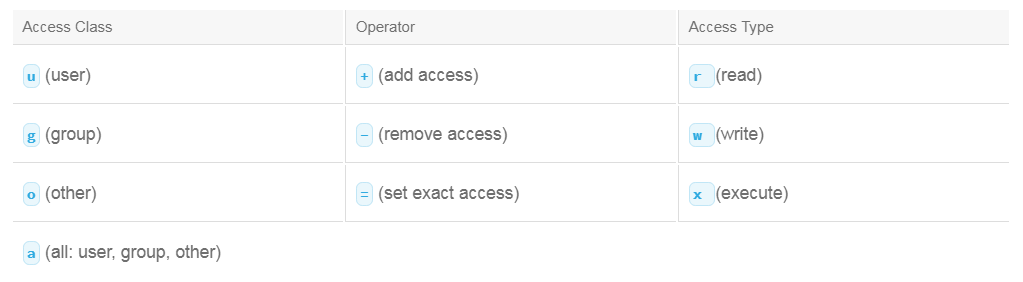 Access Class Operator Access Type
u (user) + (add access) r (read)
g (group) - (remove access) w (write)
o (other) = (set exact access) x (execute)
a (all: user, group, other)